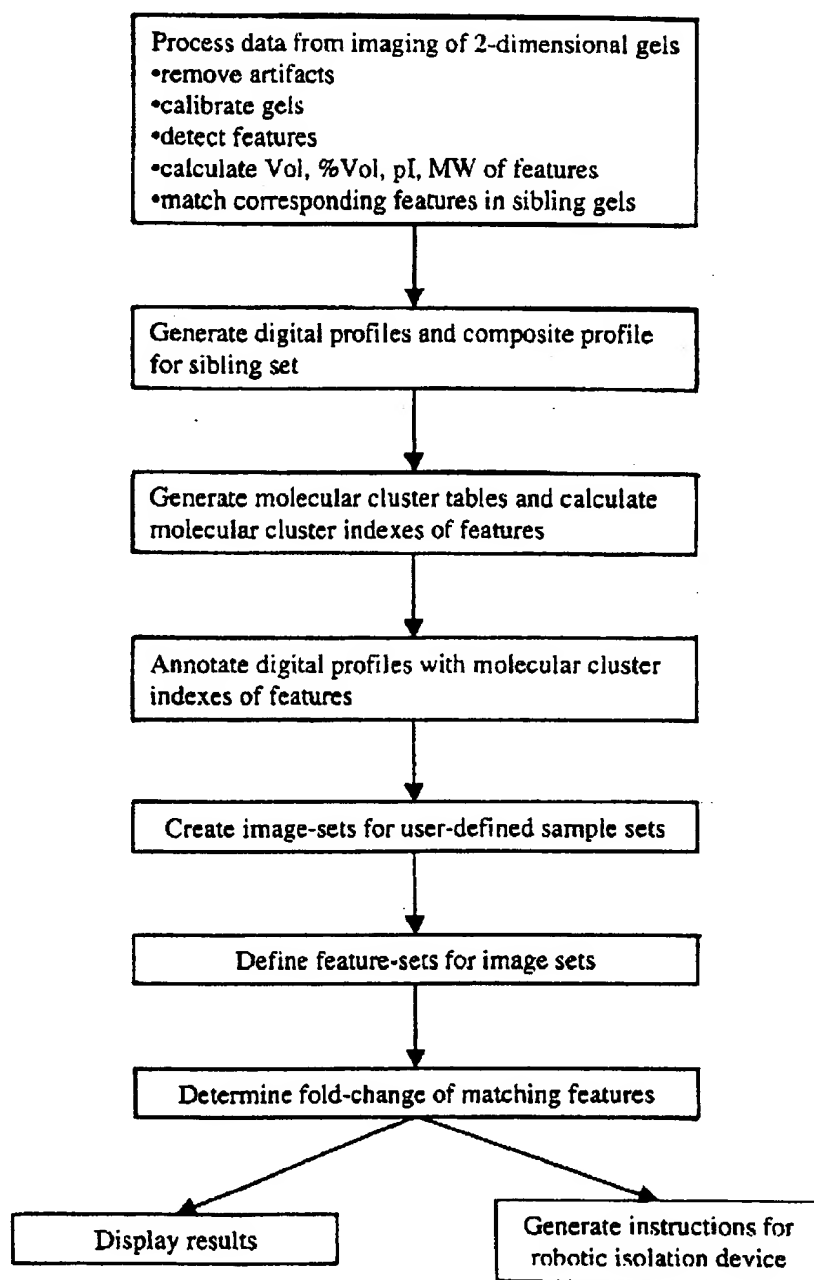 Process data from imaging of 2-dimensional gels
•remove artifacts
•calibrate gels
•detect features
•calculate Vol, %Vol, pI, MW of features
•match corresponding features in sibling gels
Generate digital profiles and composite profile
for sibling set
Generate molecular cluster tables and calculate
molecular cluster indexes of features
Annotate digital profiles with molecular cluster
indexes of features
Create image-sets for user-defined sample sets
Define feature-sets for image sets
Determine fold-change of matching features
Display results
Generate instructions for
robotic isolation device